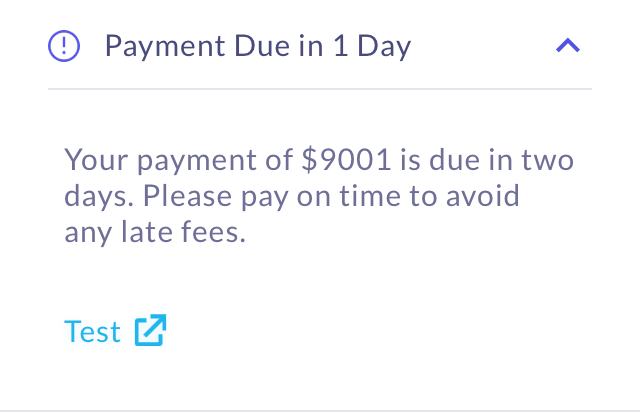 Payment Due in 1 Day
Your payment of $9001 is due in two
days. Please pay on time to avoid
any late fees.
Test